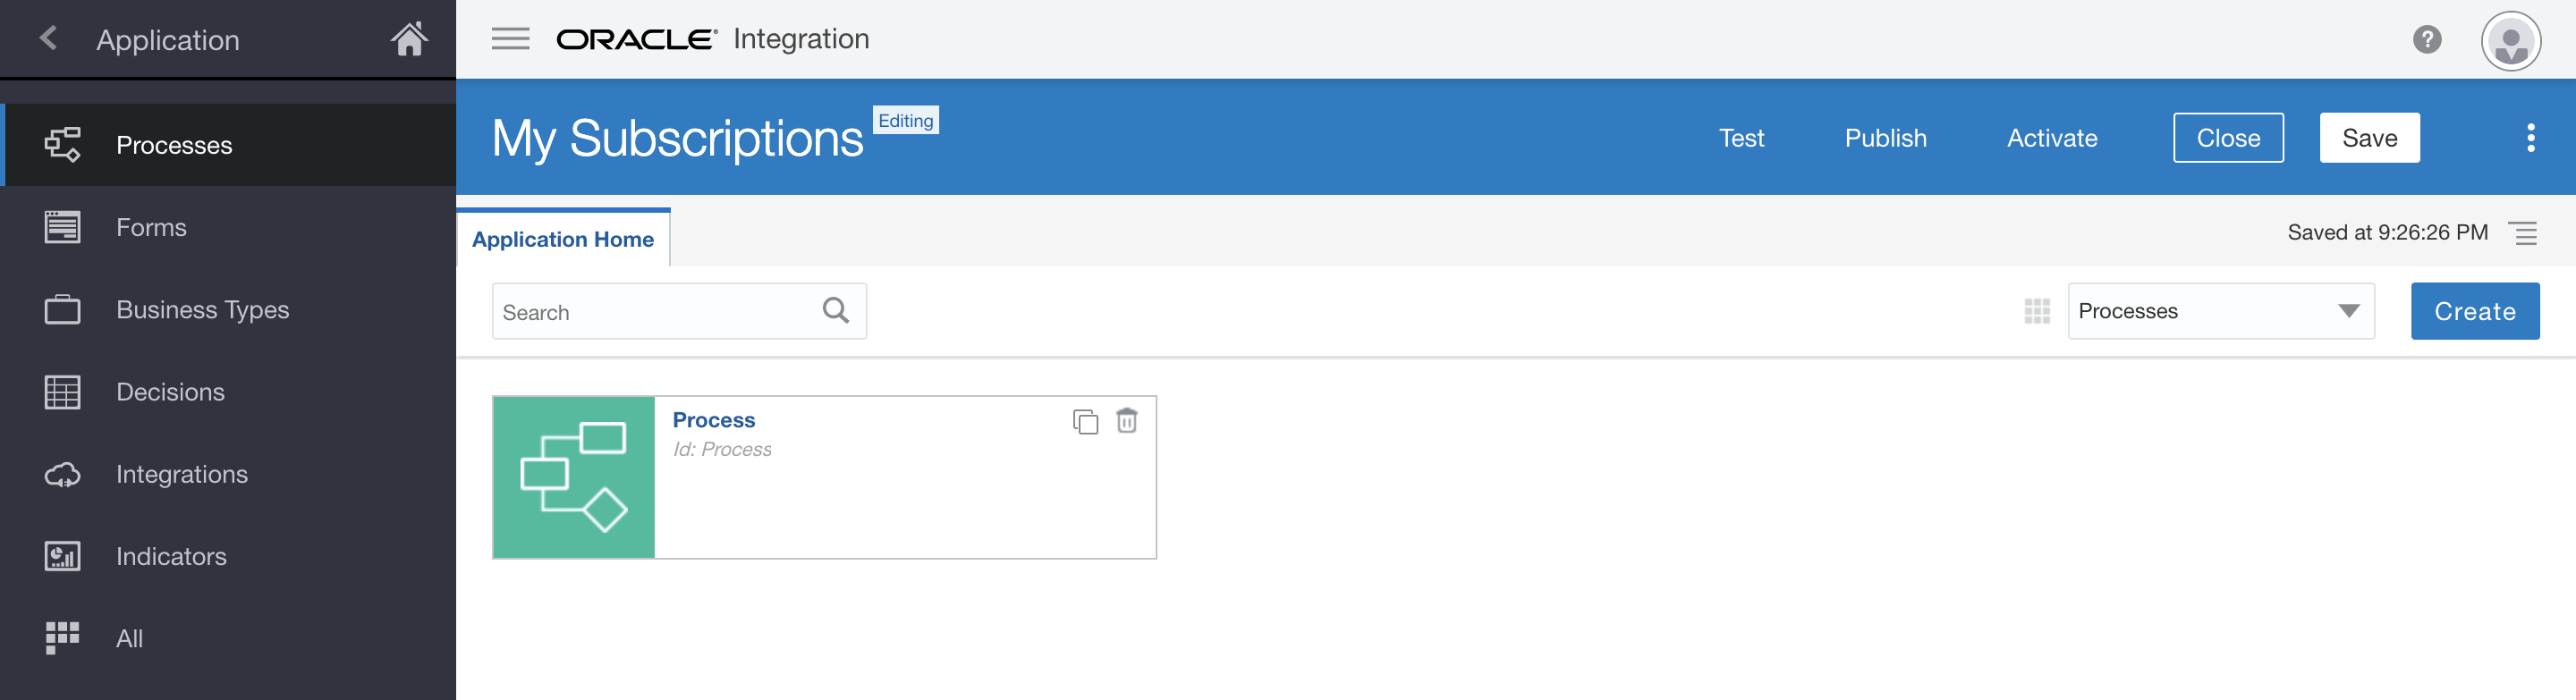 Application
ORACLE Integration
?
Processes
Forms
Business Types
Decisions
Integrations
Indicators
All
My Subscriptions Editing
Test Publish Activate Close Save
Application Home
Saved at 9:26:26 PM
Search
Processes
Create
Process
Id: Process